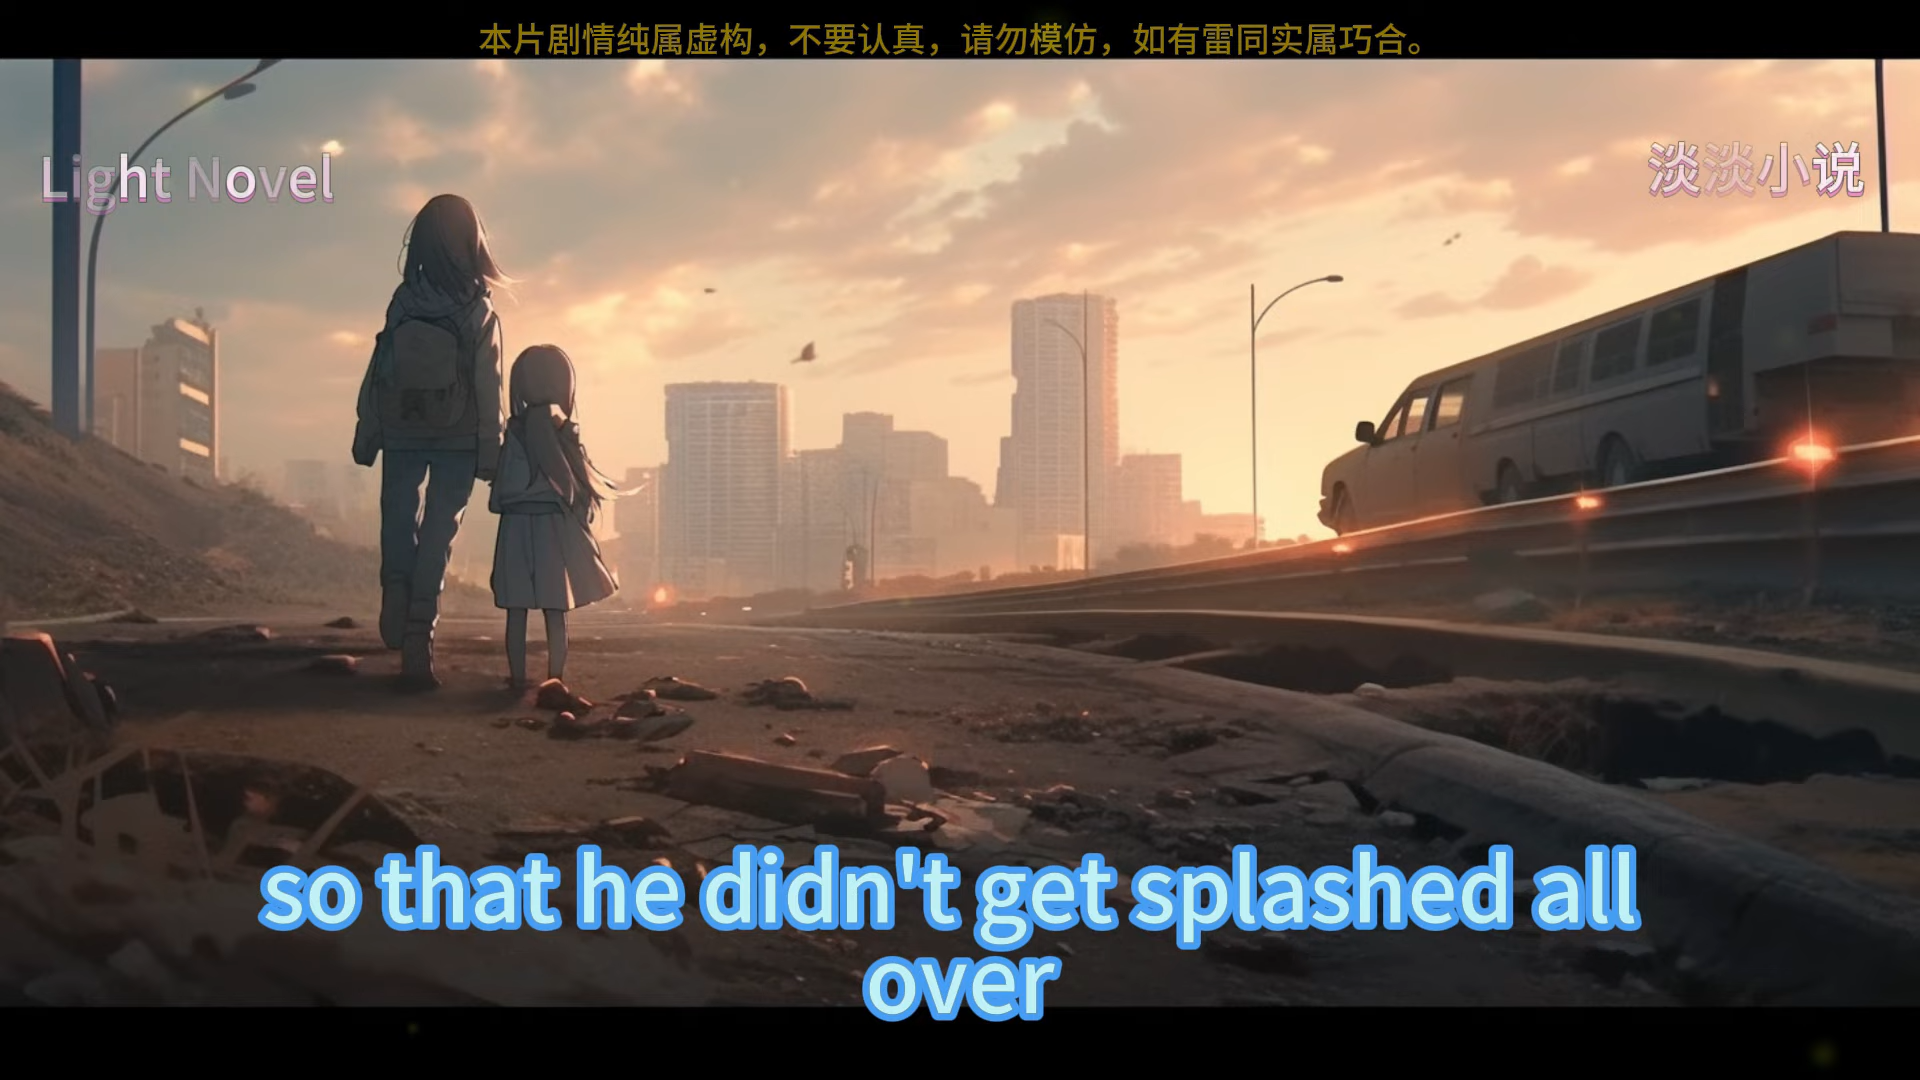 本片剧情纯属虚构，不要认真，请勿模仿，如有雷同实属巧合。
Light Novel
淡淡小说
so that he didn't get splashed all
over